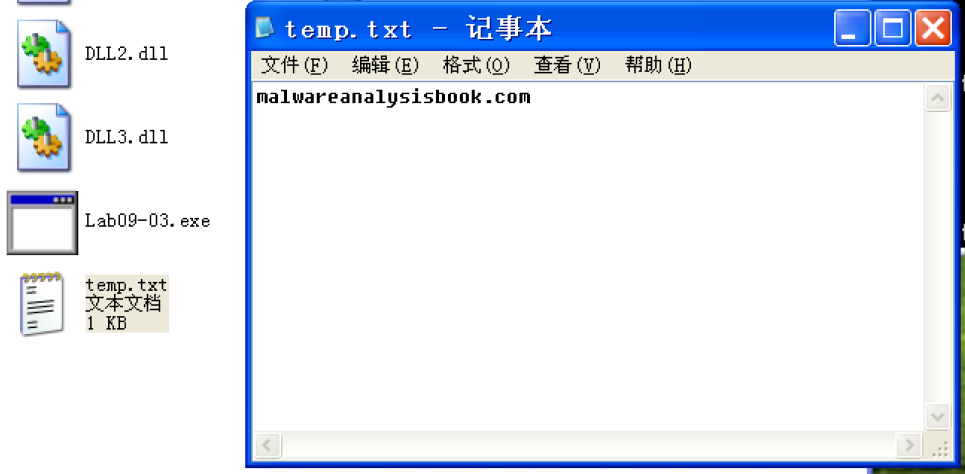 DLL2.dll
DLL3.dll
Lab09-03.exe
temp.txt
文本文档
1 KB
temp.txt - 记事本
文件(F) 编辑(E) 格式(O) 查看(V) 帮助(H)
malwareanalysisbook.com